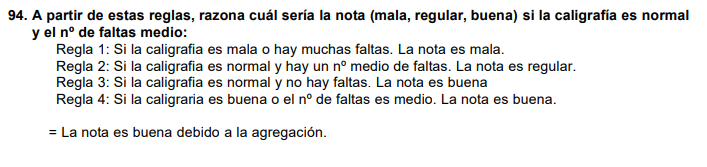 94. A partir de estas reglas, razona cuál sería la nota (mala, regular, buena) si la caligrafía es normal
y el nº de faltas medio:
Regla 1: Si la caligrafia es mala o hay muchas faltas. La nota es mala.
Regla 2: Si la caligrafia es normal y hay un nº medio de faltas. La nota es regular.
Regla 3: Si la caligrafia es normal y no hay faltas. La nota es buena
Regla 4: Si la caligraria es buena o el nº de faltas es medio. La nota es buena.
= La nota es buena debido a la agregación.